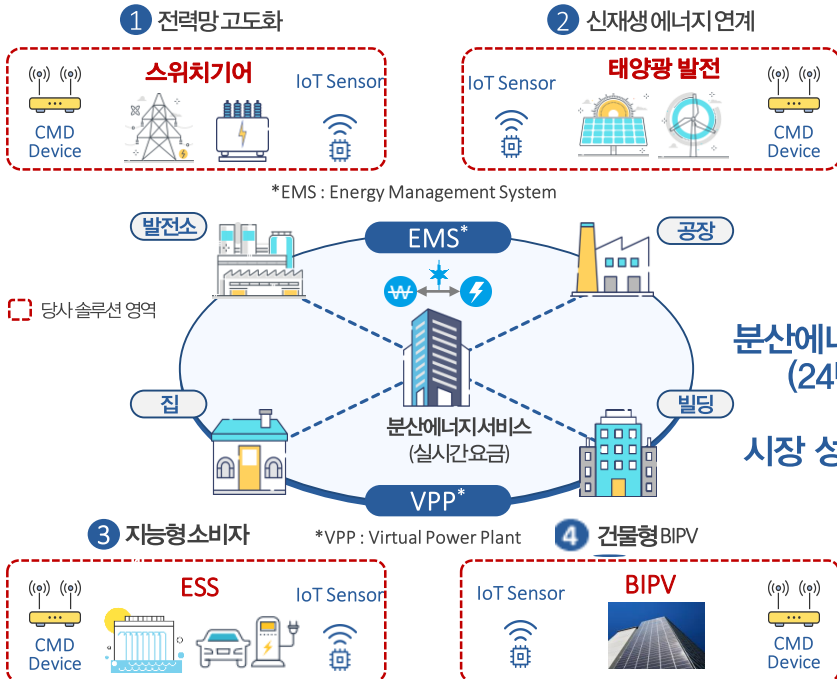 1 전력망 고도화
2 신재생 에너지 연계
스위치기어
IoT Sensor
CMD
Device
IoT Sensor
태양광 발전
CMD
Device
*EMS : Energy Management System
발전소
EMS*
공장
₩
당사 솔루션 영역
분산에너
(24
집
빌딩
분산에너지 서비스
(실시간 요금)
시장 성
VPP*
3 지능형 소비자
*VPP : Virtual Power Plant
4 건물형 BIPV
ESS
IoT Sensor
CMD
Device
IoT Sensor
BIPV
CMD
Device